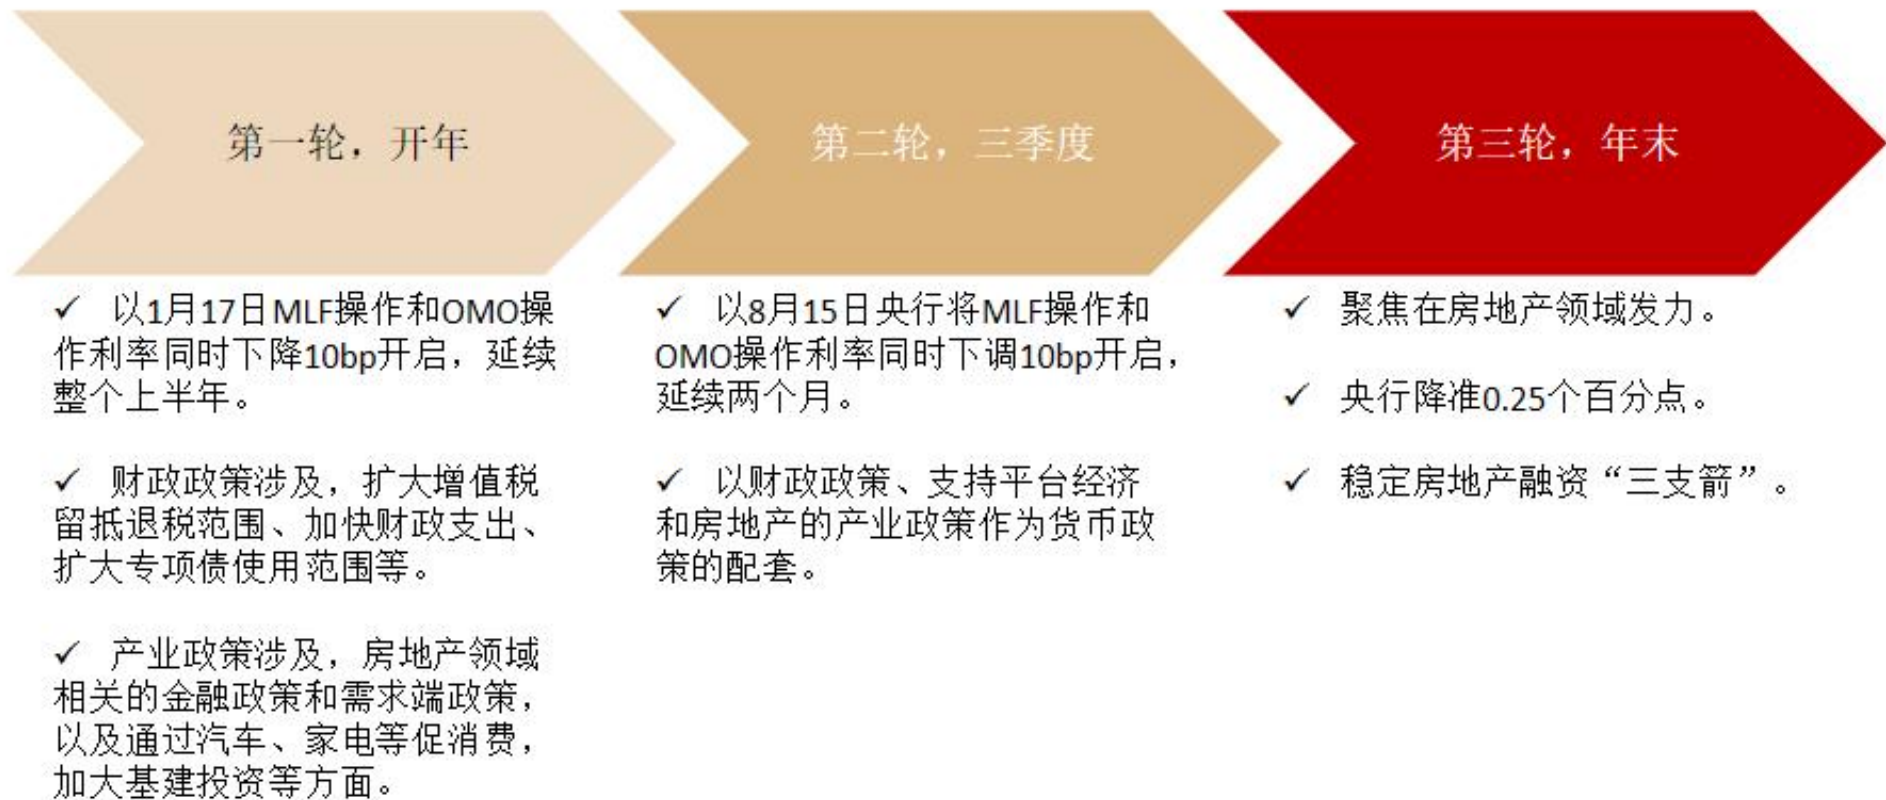 第一轮，开年
第二轮，三季度
第三轮，年末
✓ 以1月17日MLF操作和OMO操
作利率同时下降10bp开启，延续
整个上半年。
✓ 财政政策涉及，扩大增值税
留抵退税范围、加快财政支出、
扩大专项债使用范围等。
✓ 产业政策涉及，房地产领域
相关的金融政策和需求端政策，
以及通过汽车、家电等促消费，
加大基建投资等方面。
✓ 以8月15日央行将MLF操作和
OMO操作利率同时下调10bp开启，
延续两个月。
✓ 以财政政策、支持平台经济
和房地产的产业政策作为货币政
策的配套。
✓ 聚焦在房地产领域发力。
✓ 央行降准0.25个百分点。
✓ 稳定房地产融资“三支箭”。